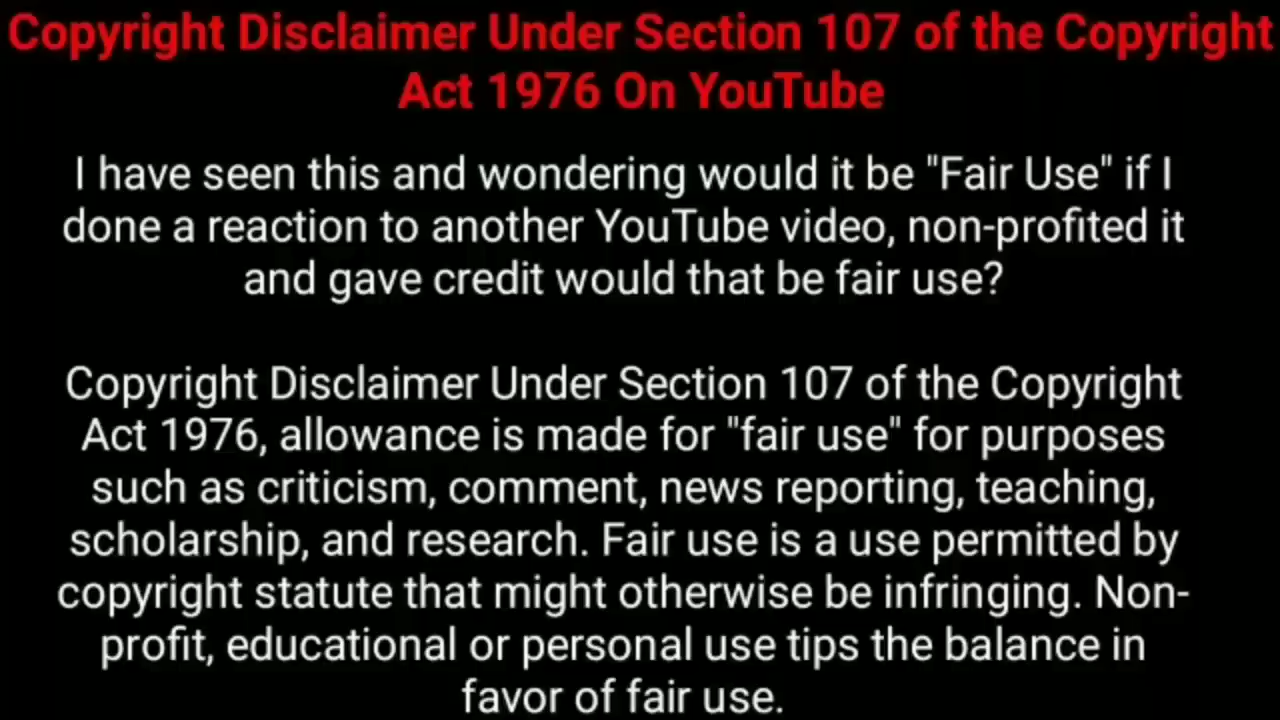 Copyright Disclaimer Under Section 107 of the Copyright
Act 1976 On YouTube
I have seen this and wondering would it be "Fair Use" if I
done a reaction to another YouTube video, non-profited it
and gave credit would that be fair use?
Copyright Disclaimer Under Section 107 of the Copyright
Act 1976, allowance is made for "fair use" for purposes
such as criticism, comment, news reporting, teaching,
scholarship, and research. Fair use is a use permitted by
copyright statute that might otherwise be infringing. Non-
profit, educational or personal use tips the balance in
favor of fair use.